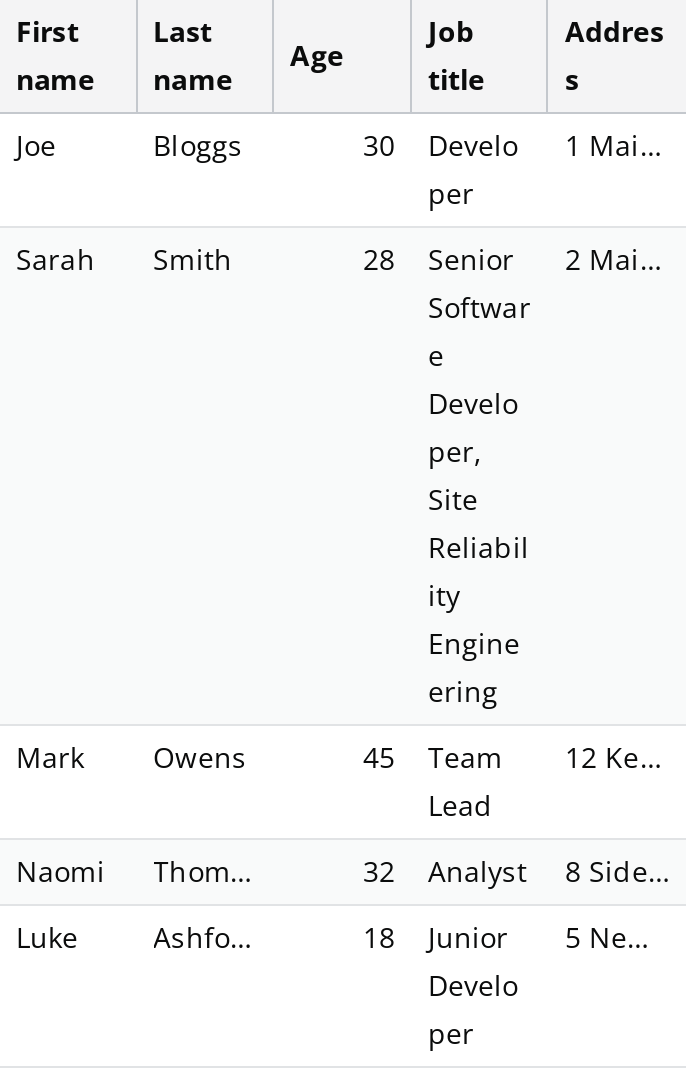 First name Last name Age Job title Address
Joe Bloggs 30 Developer 1 Mai...
Sarah Smith 28 Senior Software Developer, Site Reliability Engineering 2 Mai...
Mark Owens 45 Team Lead 12 Ke...
Naomi Thom... 32 Analyst 8 Side...
Luke Ashfo... 18 Junior Developer 5 Ne...